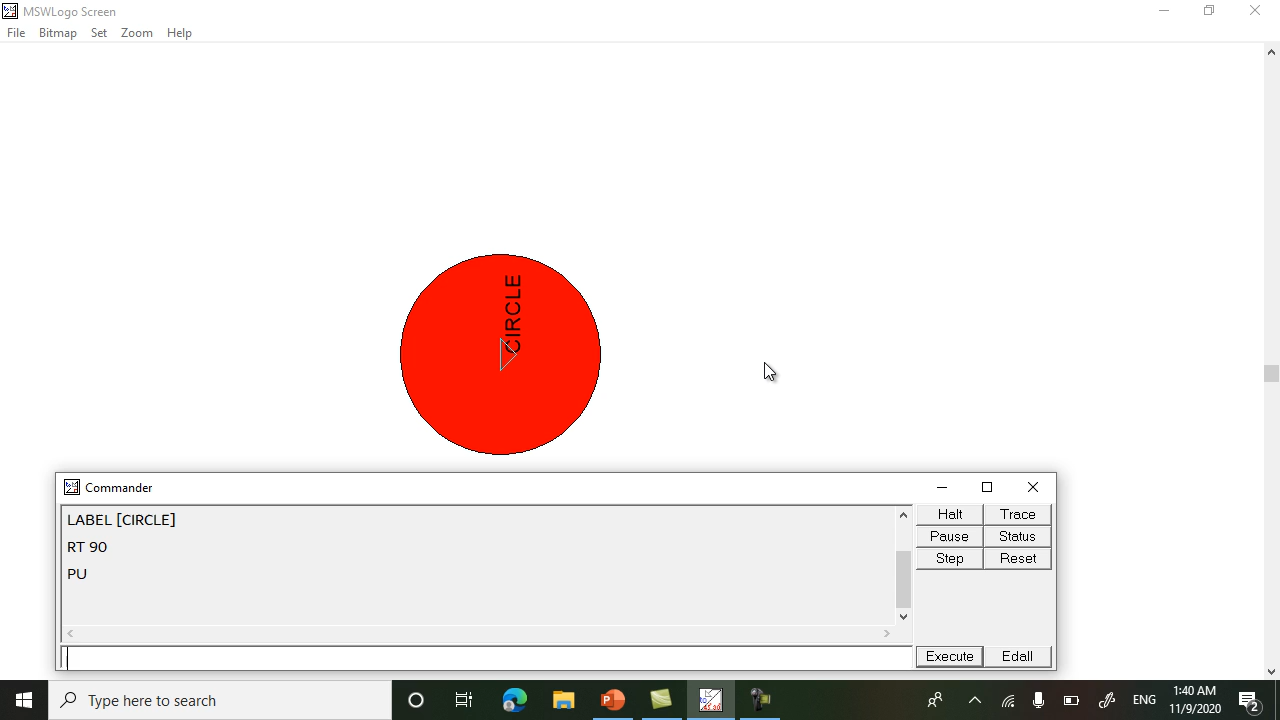 MSWLogo Screen
File Bitmap Set Zoom Help
CIRCLE
Commander
LABEL [CIRCLE]
RT 90
PU
Halt Trace
Pause Status
Step Reset
Execute Edall
Type here to search
ENG
1:40 AM
11/9/2020
2